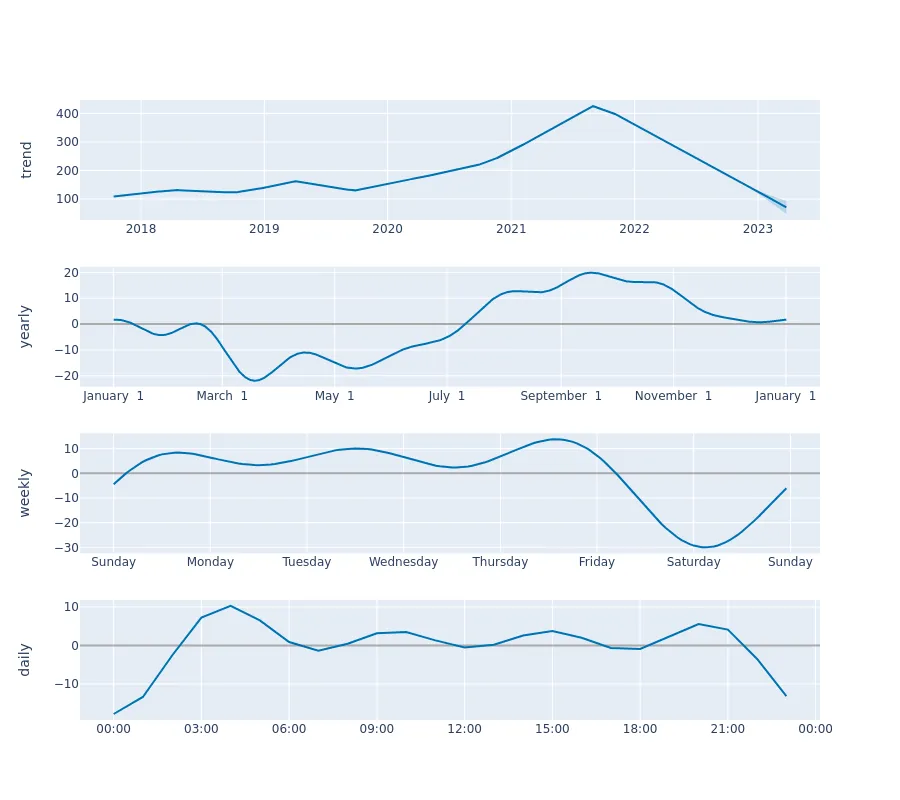 trend
400
300
200
100
2018 2019 2020 2021 2022 2023
yearly
20
10
0
−10
−20
January 1 March 1 May 1 July 1 September 1 November 1 January 1
weekly
10
0
−10
−20
−30
Sunday Monday Tuesday Wednesday Thursday Friday Saturday Sunday
daily
10
0
−10
00:00 03:00 06:00 09:00 12:00 15:00 18:00 21:00 00:00